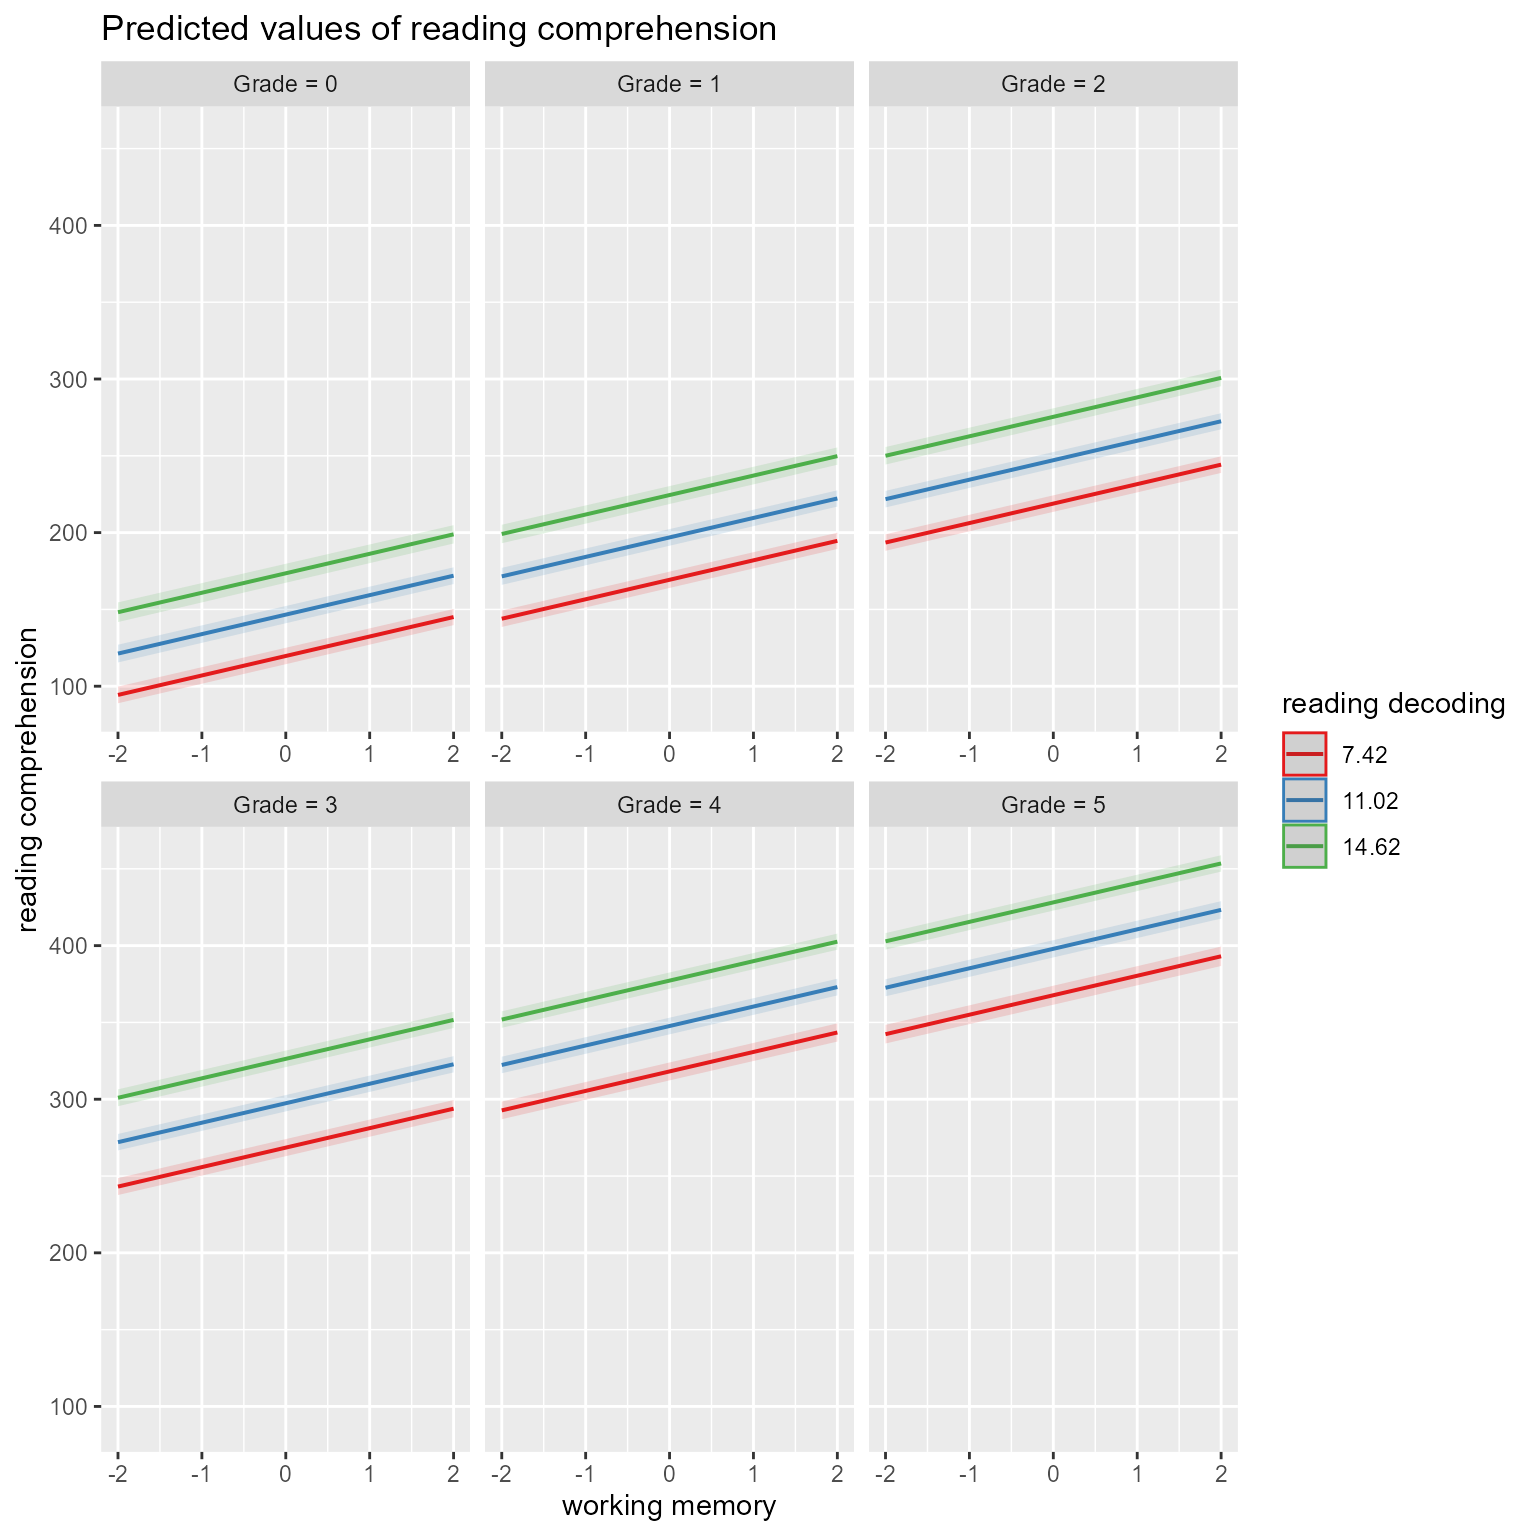 Predicted values of reading comprehension
Grade = 0
Grade = 1
Grade = 2
400
300
200
100
-2 -1 0 1 2
-2 -1 0 1 2
-2 -1 0 1 2
Grade = 3
Grade = 4
Grade = 5
400
300
200
100
-2 -1 0 1 2
-2 -1 0 1 2
-2 -1 0 1 2
reading comprehension
working memory
reading decoding
7.42
11.02
14.62